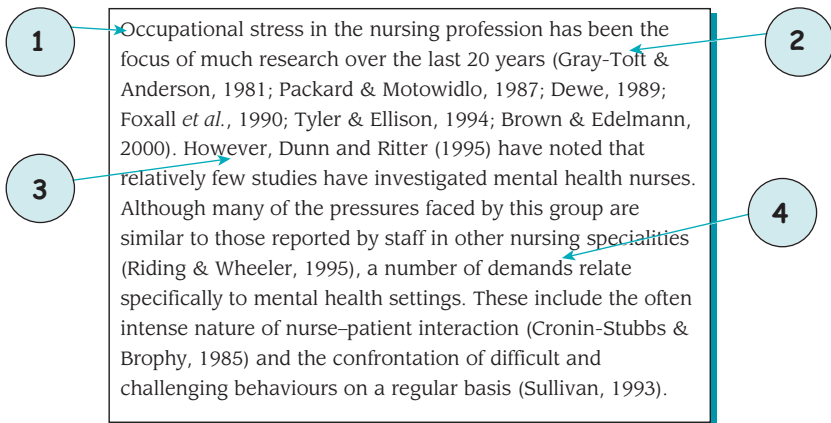 1
2
3
4
Occupational stress in the nursing profession has been the
focus of much research over the last 20 years (Gray-Toft &
Anderson, 1981; Packard & Motowidlo, 1987; Dewe, 1989;
Foxall et al., 1990; Tyler & Ellison, 1994; Brown & Edelmann,
2000). However, Dunn and Ritter (1995) have noted that
relatively few studies have investigated mental health nurses.
Although many of the pressures faced by this group are
similar to those reported by staff in other nursing specialities
(Riding & Wheeler, 1995), a number of demands relate
specifically to mental health settings. These include the often
intense nature of nurse–patient interaction (Cronin-Stubbs &
Brophy, 1985) and the confrontation of difficult and
challenging behaviours on a regular basis (Sullivan, 1993).